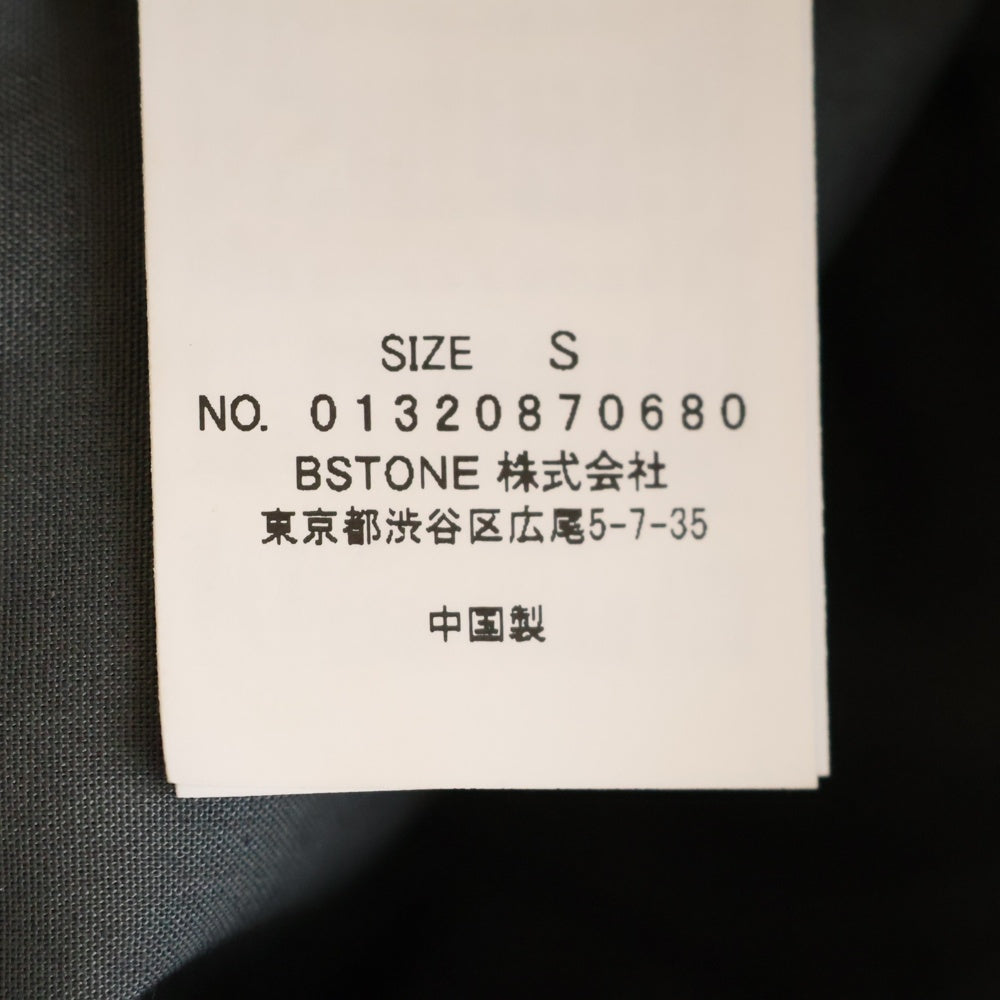 SIZE S
NO. 01320870680
BSTONE 株式会社
東京都渋谷区広尾5-7-35
中国製